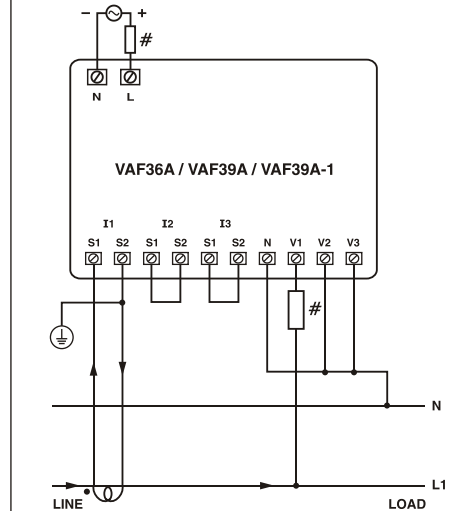 - +
#
N L
VAF36A / VAF39A / VAF39A-1
I1 I2 I3
S1 S2 S1 S2 S1 S2 N V1 V2 V3
#
N
L1
LINE LOAD